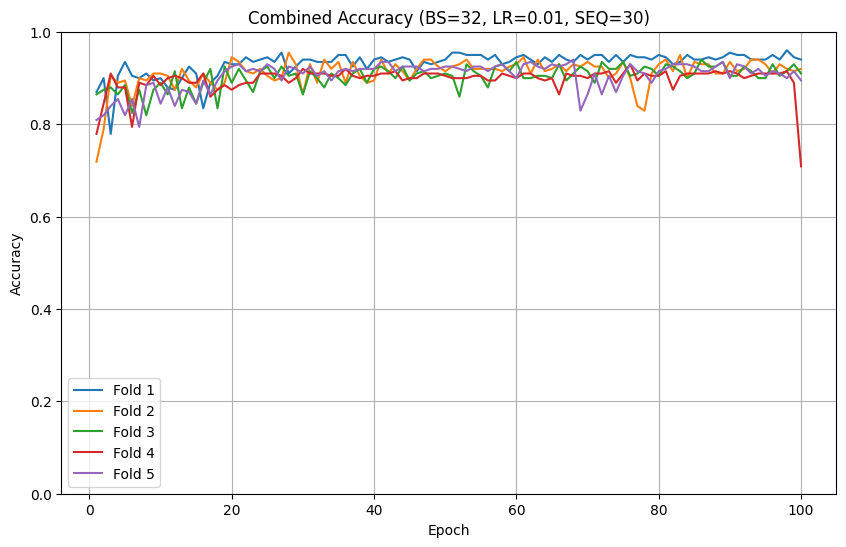 Combined Accuracy (BS=32, LR=0.01, SEQ=30)
Accuracy
1.0
0.8
0.6
0.4
0.2
0.0
Fold 1
Fold 2
Fold 3
Fold 4
Fold 5
0 20 40 60 80 100
Epoch